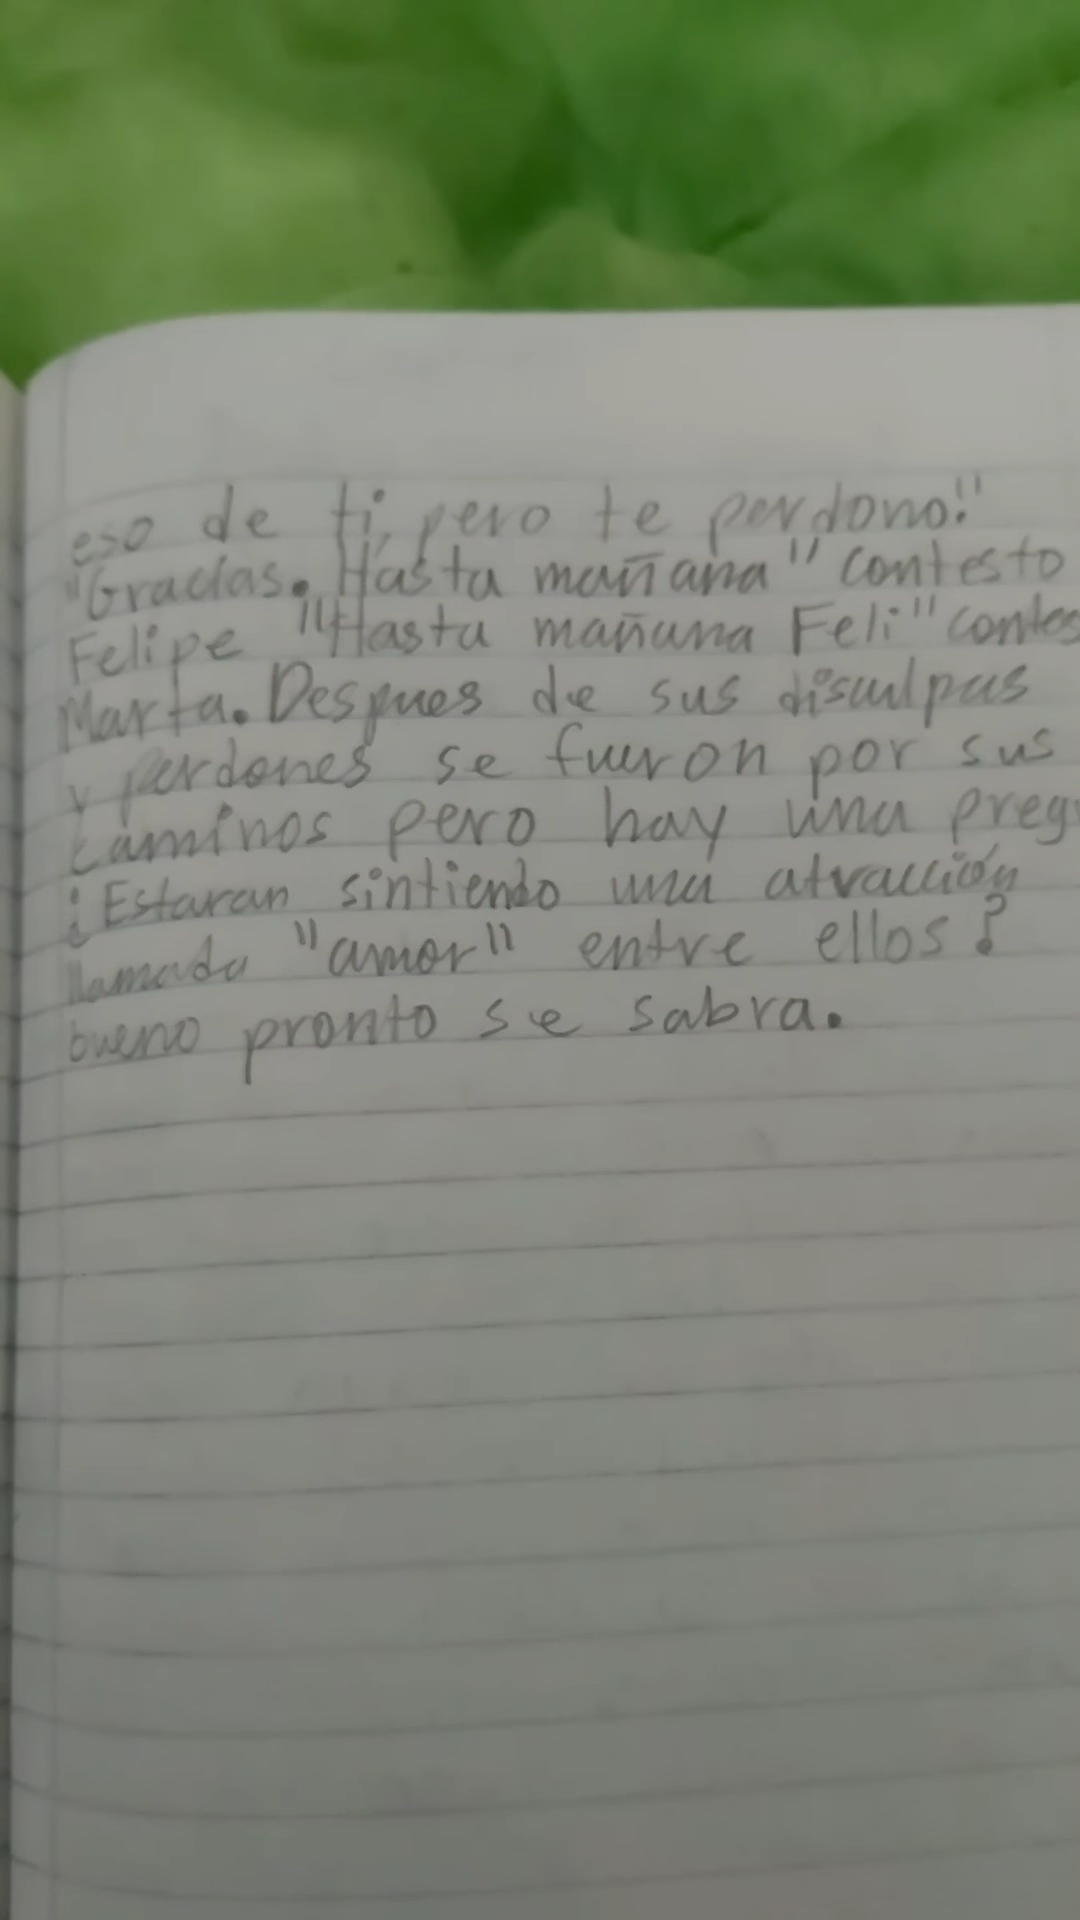 eso de ti, pero te perdono."
"Gracias. Hasta mañana" contesto
Felipe "Hasta mañana Feli" contes
Marta. Despues de sus disculpas
y perdones se fueron por sus
caminos pero hay una preg
¿Estaran sintiendo una atracción
llamada "amor" entre ellos?
bueno pronto se sabra.